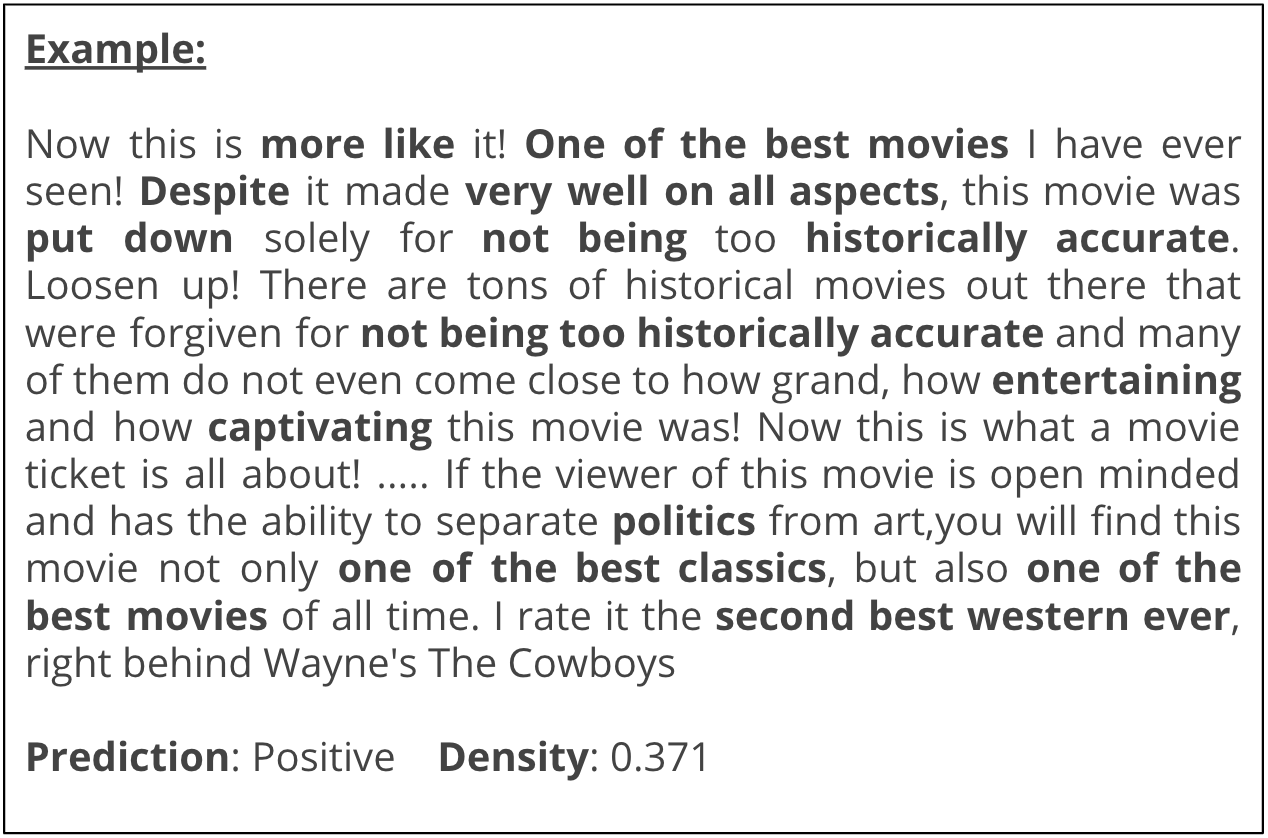 Example:
Now this is more like it! One of the best movies I have ever
seen! Despite it made very well on all aspects, this movie was
put down solely for not being too historically accurate.
Loosen up! There are tons of historical movies out there that
were forgiven for not being too historically accurate and many
of them do not even come close to how grand, how entertaining
and how captivating this movie was! Now this is what a movie
ticket is all about! ..... If the viewer of this movie is open minded
and has the ability to separate politics from art,you will find this
movie not only one of the best classics, but also one of the
best movies of all time. I rate it the second best western ever,
right behind Wayne's The Cowboys
Prediction: Positive Density: 0.371